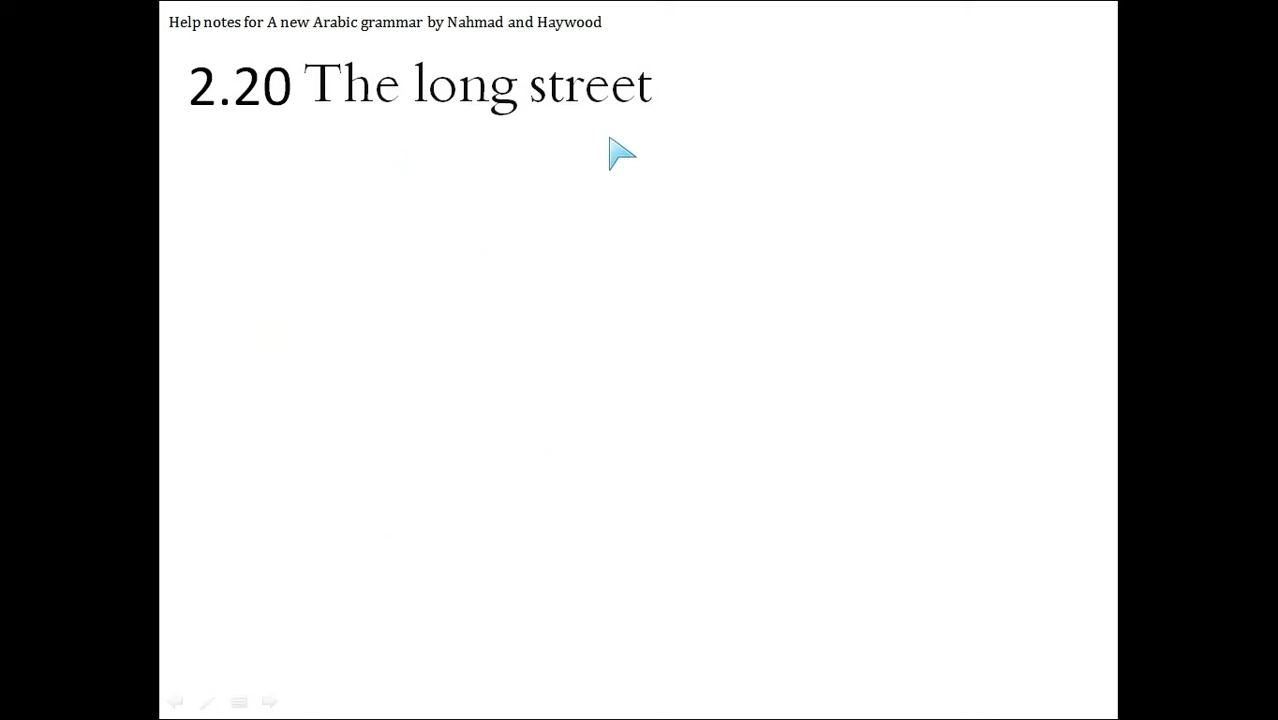 Help notes for A new Arabic grammar by Nahmad and Haywood
2.20 The long street